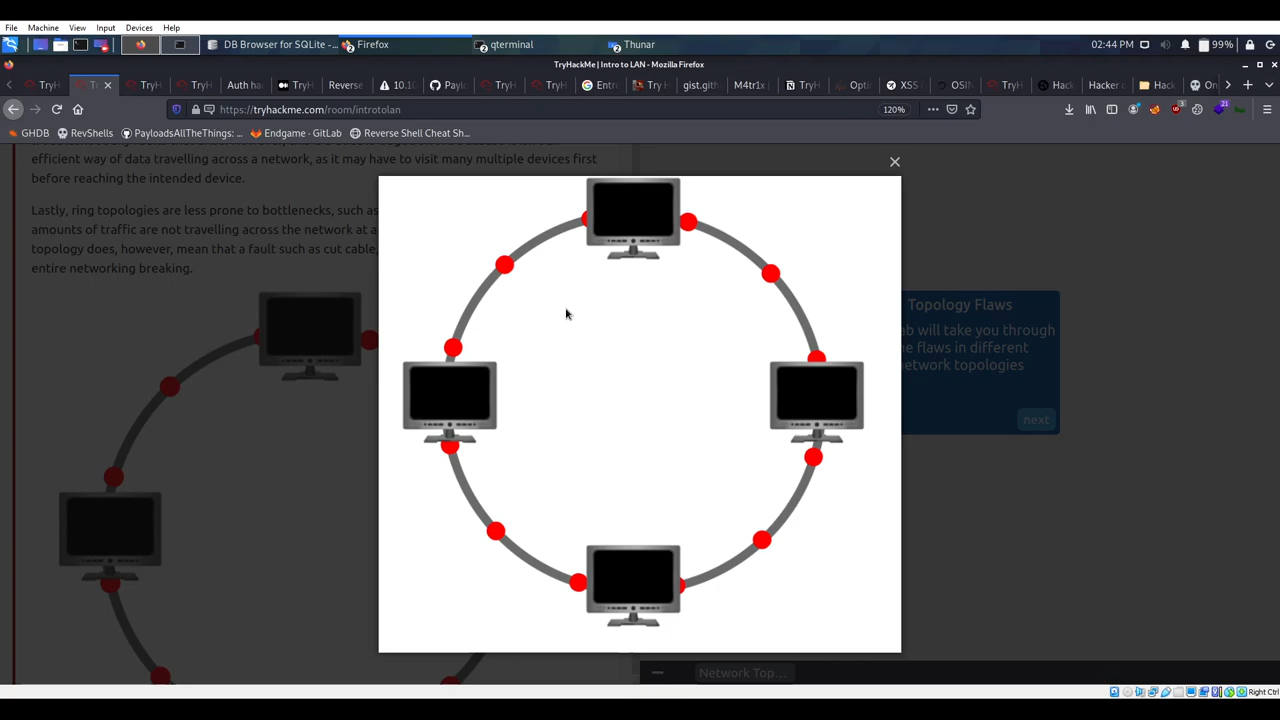 File Machine View Input Devices Help
DB Browser for SQLite -... Firefox qterminal Thunar 02:44 PM 99%
TryHackMe | Intro to LAN - Mozilla Firefox
TryH TryH TryH Auth ha TryH Reverse 10.10 Paylo TryH TryH Entro Try H gist.gith M4tr1x TryH Opti XSS OSIN TryH Hack Hacker Hack On
https://tryhackme.com/room/introtolan 120%
GHDB RevShells PayloadsAllTheThings: ... Endgame · GitLab Reverse Shell Cheat Sh...
efficient way of data travelling across a network, as it may have to visit many multiple devices first
before reaching the intended device.
Lastly, ring topologies are less prone to bottlenecks, such as
amounts of traffic are not travelling across the network at a
topology does, however, mean that a fault such as cut cable,
entire networking breaking.
Topology Flaws
ab will take you through
e flaws in different
etwork topologies
next
Network Top...
Right Ctrl